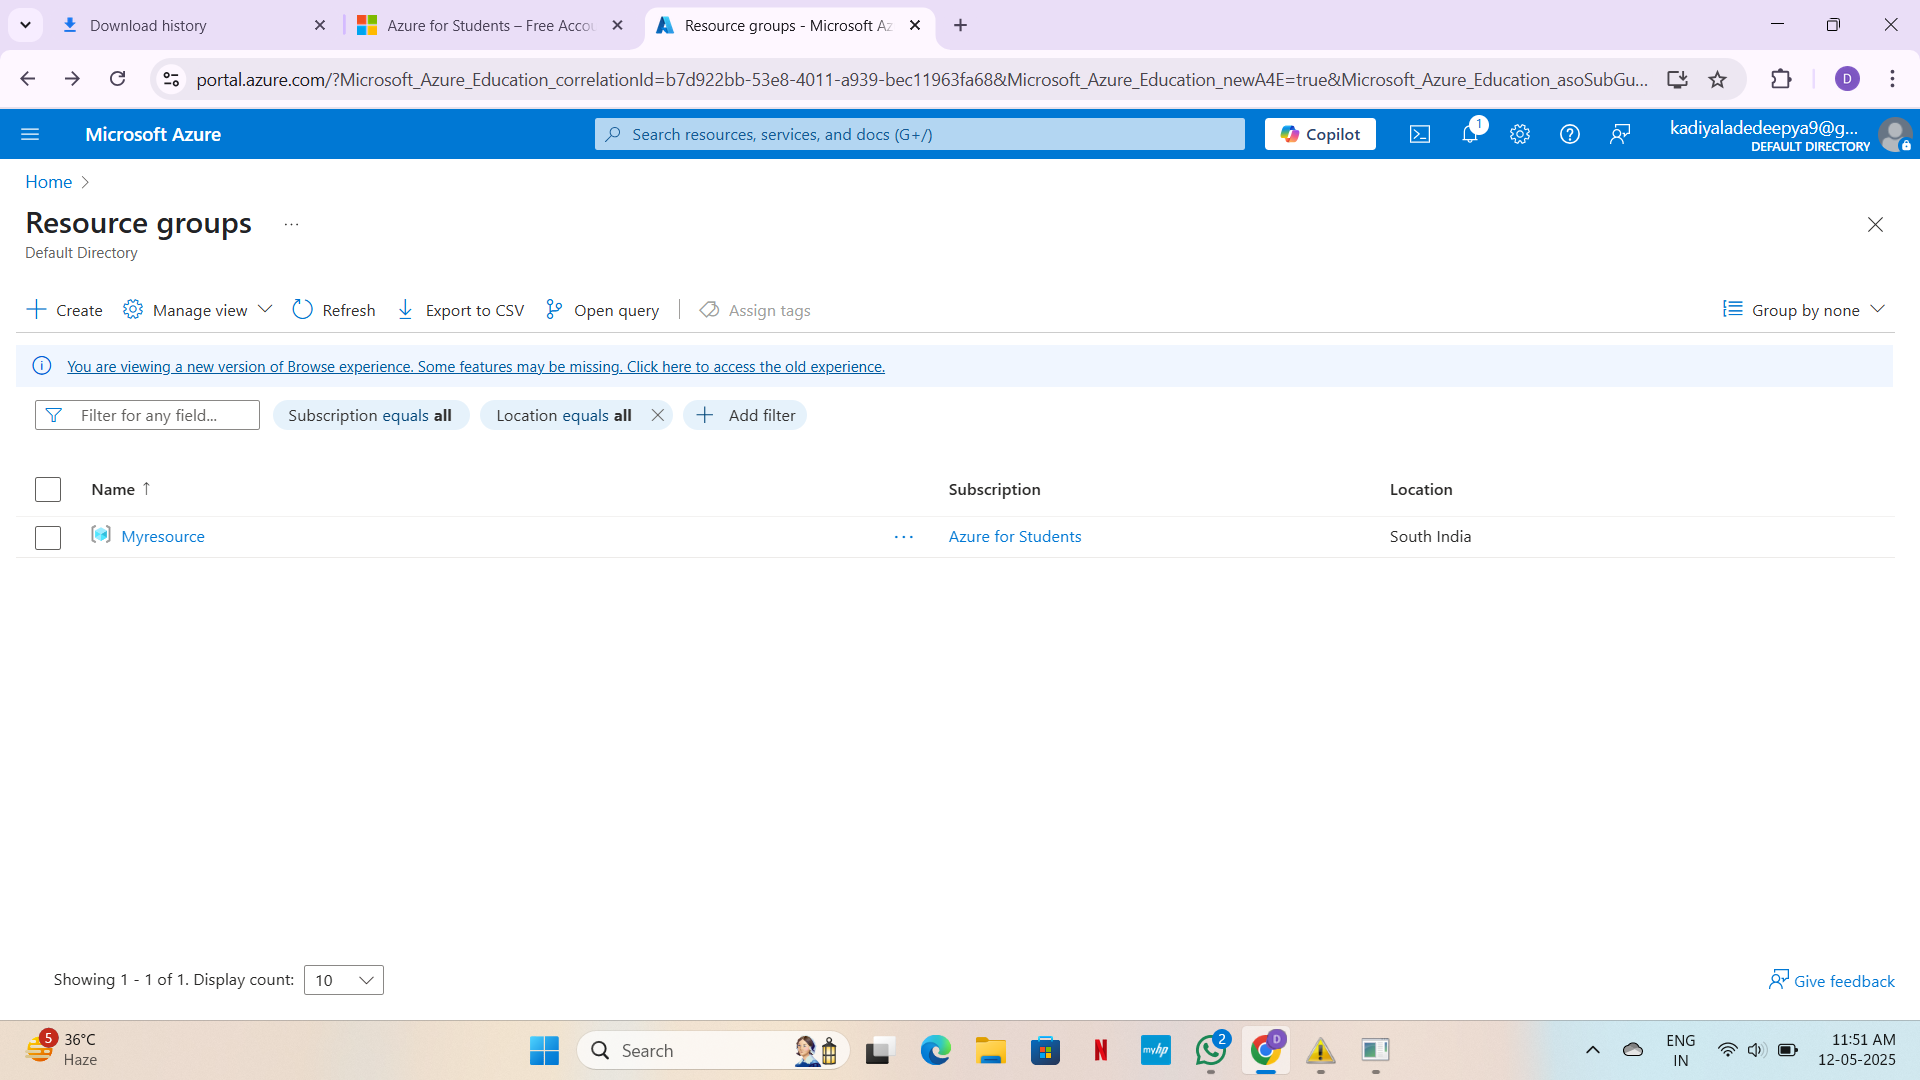 Download history
Azure for Students – Free Accou
Resource groups - Microsoft Az
portal.azure.com/?Microsoft_Azure_Education_correlationId=b7d922bb-53e8-4011-a939-bec11963fa68&Microsoft_Azure_Education_newA4E=true&Microsoft_Azure_Education_asoSubGu...
D
Microsoft Azure
Search resources, services, and docs (G+/)
Copilot
1
kadiyaladedeepya9@g...
DEFAULT DIRECTORY
Home
Resource groups
...
Default Directory
Create
Manage view
Refresh
Export to CSV
Open query
Assign tags
Group by none
You are viewing a new version of Browse experience. Some features may be missing. Click here to access the old experience.
Filter for any field...
Subscription equals all
Location equals all
Add filter
Name ↑
Subscription
Location
Myresource
...
Azure for Students
South India
Showing 1 - 1 of 1. Display count:
10
Give feedback
5
36°C
Haze
Search
N
myhp
2
D
ENG
IN
11:51 AM
12-05-2025